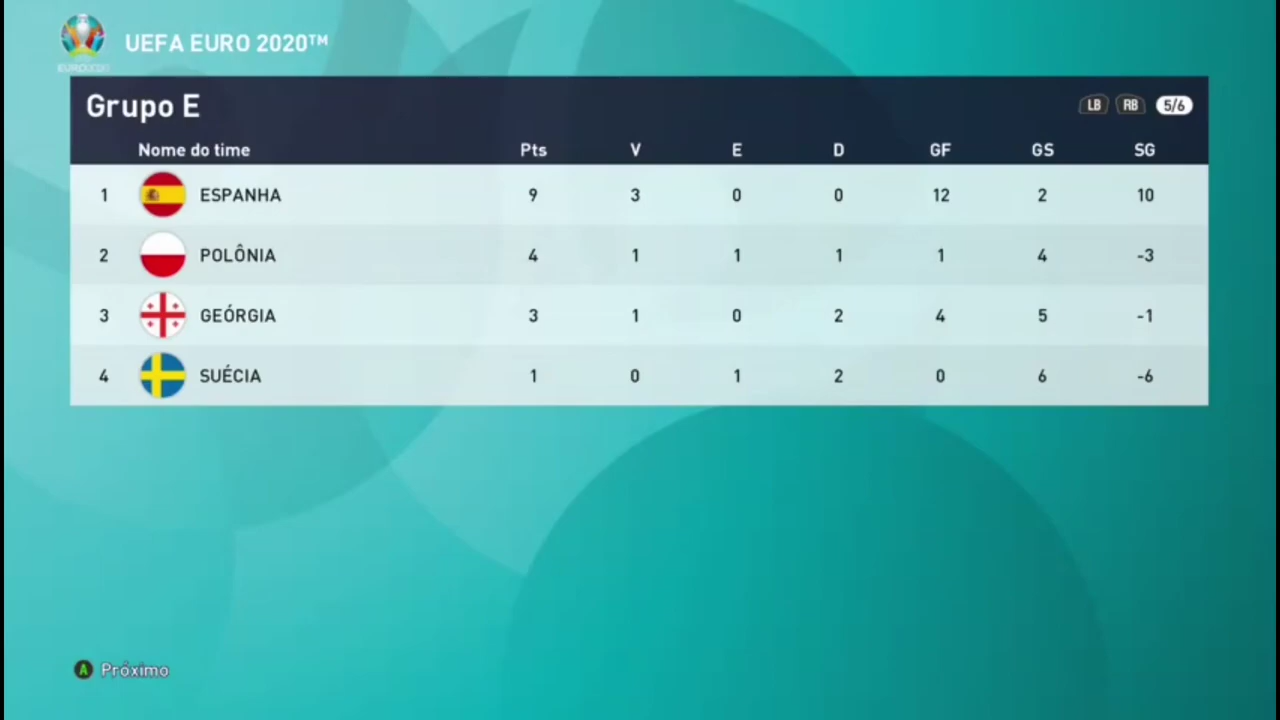 UEFA EURO 2020™
EURO2020
Grupo E LB RB 5/6
Nome do time Pts V E D GF GS SG
1 ESPANHA 9 3 0 0 12 2 10
2 POLÔNIA 4 1 1 1 1 4 -3
3 GEÓRGIA 3 1 0 2 4 5 -1
4 SUÉCIA 1 0 1 2 0 6 -6
A Próximo